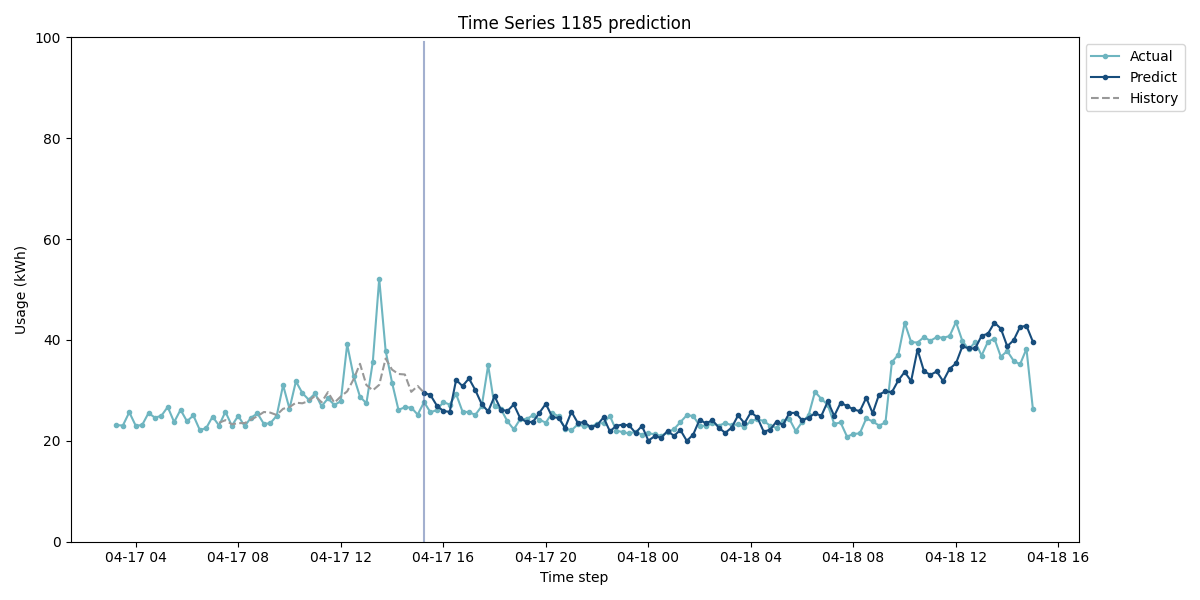 Time Series 1185 prediction
Usage (kWh)
100
80
60
40
20
0
04-17 04
04-17 08
04-17 12
04-17 16
04-17 20
04-18 00
04-18 04
04-18 08
04-18 12
04-18 16
Time step
Actual
Predict
History